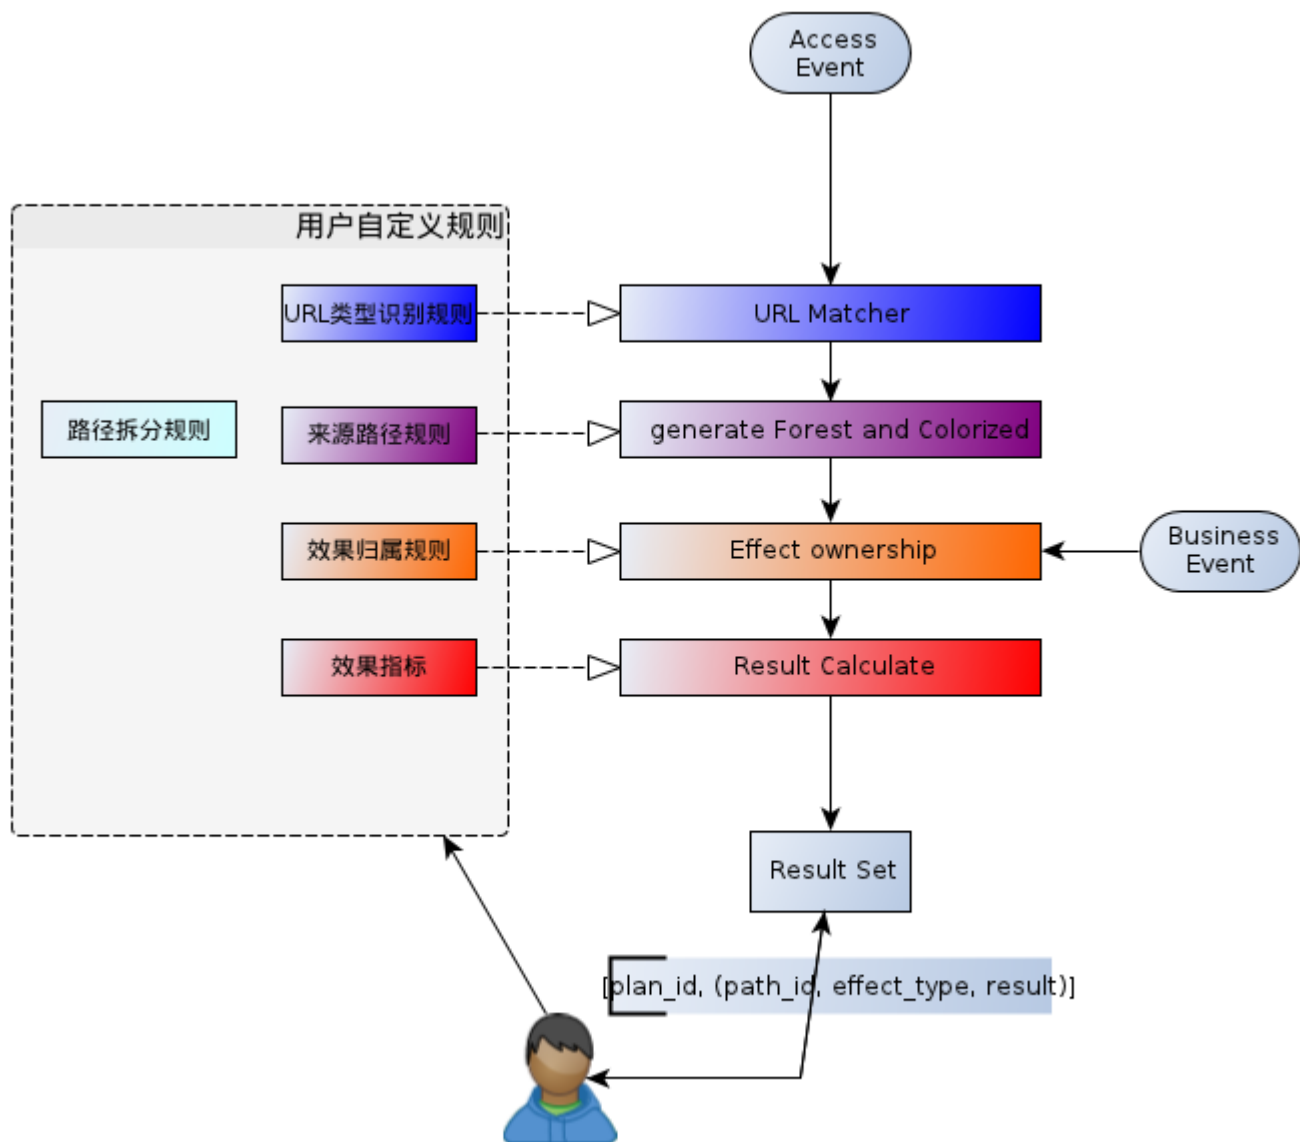 Access
Event
用户自定义规则
URL类型识别规则
URL Matcher
路径拆分规则
来源路径规则
generate Forest and Colorized
效果归属规则
Effect ownership
Business
Event
效果指标
Result Calculate
Result Set
[plan_id, (path_id, effect_type, result)]